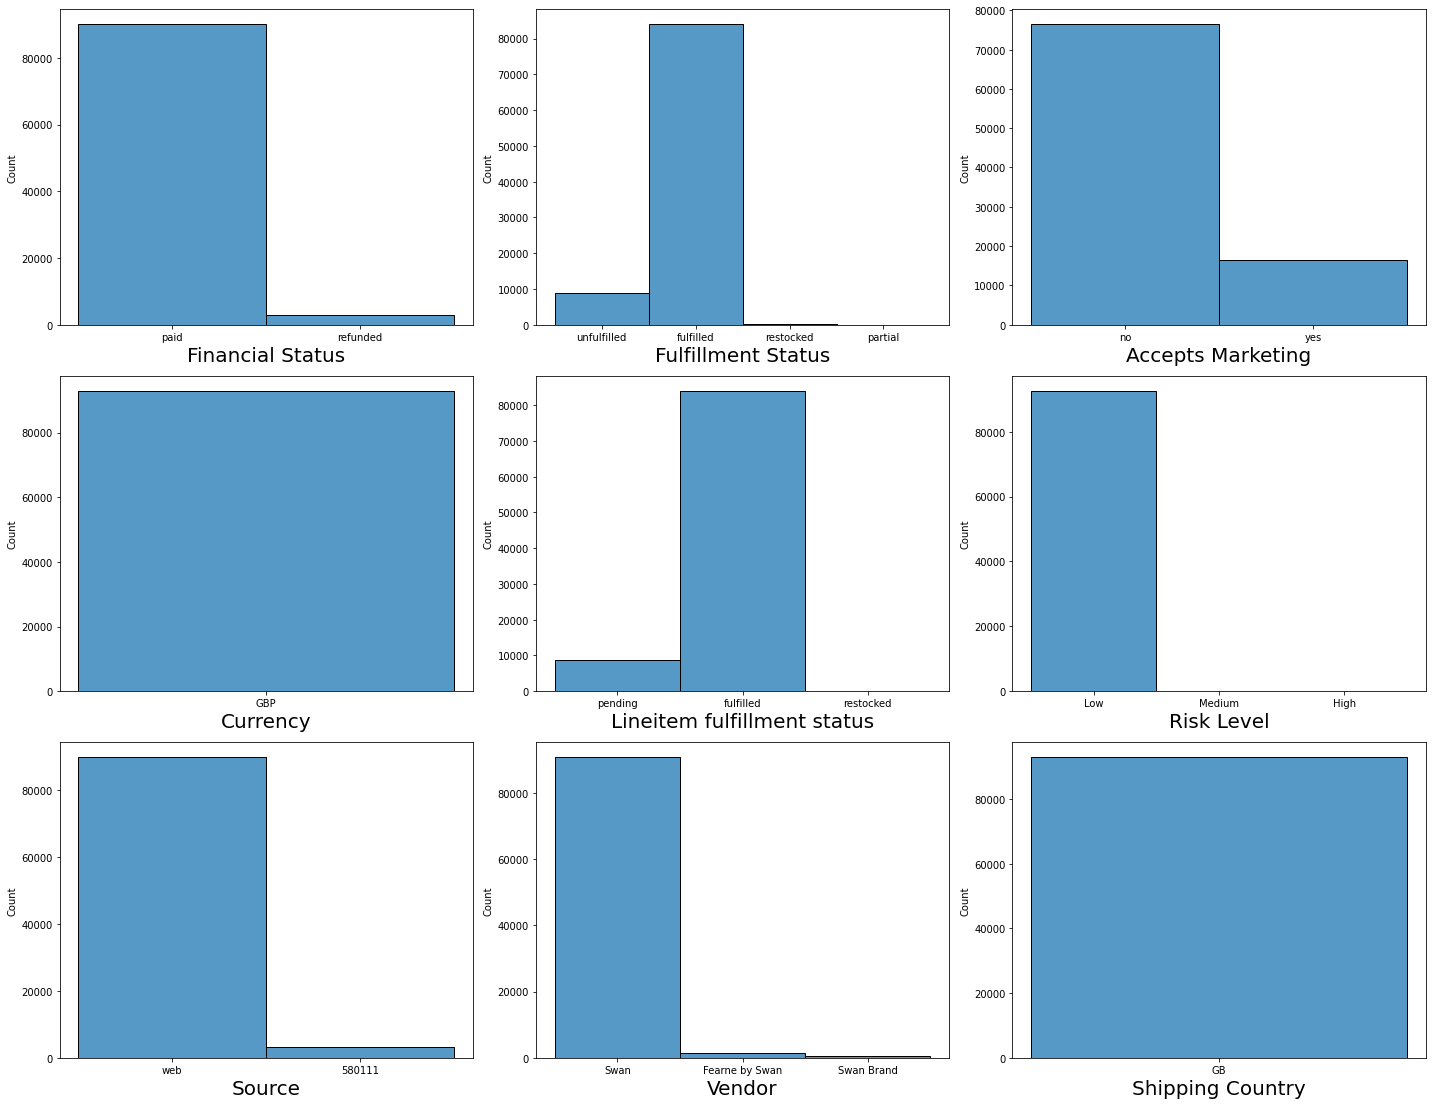 Count
80000
60000
40000
20000
0
paid refunded
Financial Status
Count
80000
70000
60000
50000
40000
30000
20000
10000
0
unfulfilled fulfilled restocked partial
Fulfillment Status
Count
80000
70000
60000
50000
40000
30000
20000
10000
0
no yes
Accepts Marketing
Count
80000
60000
40000
20000
0
GBP
Currency
Count
80000
70000
60000
50000
40000
30000
20000
10000
0
pending fulfilled restocked
Lineitem fulfillment status
Count
80000
60000
40000
20000
0
Low Medium High
Risk Level
Count
80000
60000
40000
20000
0
web 580111
Source
Count
80000
60000
40000
20000
0
Swan Fearne by Swan Swan Brand
Vendor
Count
80000
60000
40000
20000
0
GB
Shipping Country